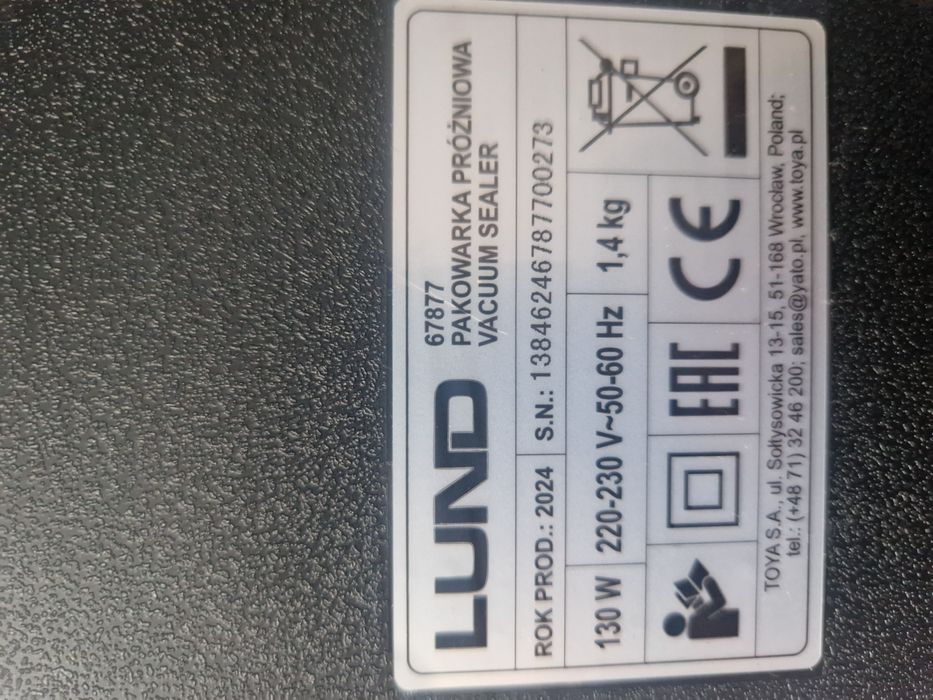 LUND
67877
PAKOWARKA PRÓŻNIOWA
VACUUM SEALER
ROK PROD.: 2024
S.N.: 13846246787700273
130 W
220-230 V~50-60 Hz
1,4 kg
EAC
CE
TOYA S.A., ul. Sołtysowicka 13-15, 51-168 Wrocław, Poland;
tel.: (+48 71) 32 46 200; sales@yato.pl, www.toya.pl